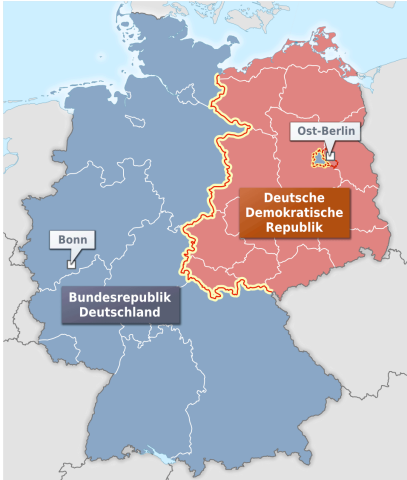 Ost-Berlin
Deutsche
Demokratische
Republik
Bonn
Bundesrepublik
Deutschland